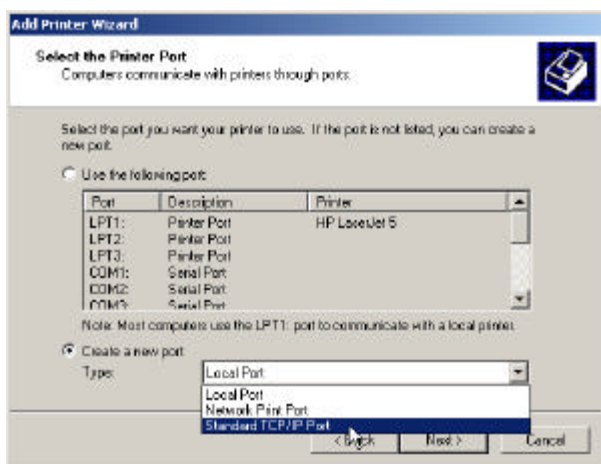 Add Printer Wizard
Select the Printer Port
Computers communicate with printers through ports.
Select the port you want your printer to use. If the port is not listed, you can create a
new port.
Use the following port:
Port Description Printer
LPT1: Printer Port HP LaserJet 5
LPT2: Printer Port
LPT3: Printer Port
COM1: Serial Port
COM2: Serial Port
COM3: Serial Port
Note: Most computers use the LPT1: port to communicate with a local printer.
Create a new port
Type: Local Port
Local Port
Network Print Port
Standard TCP/IP Port
< Back Next > Cancel